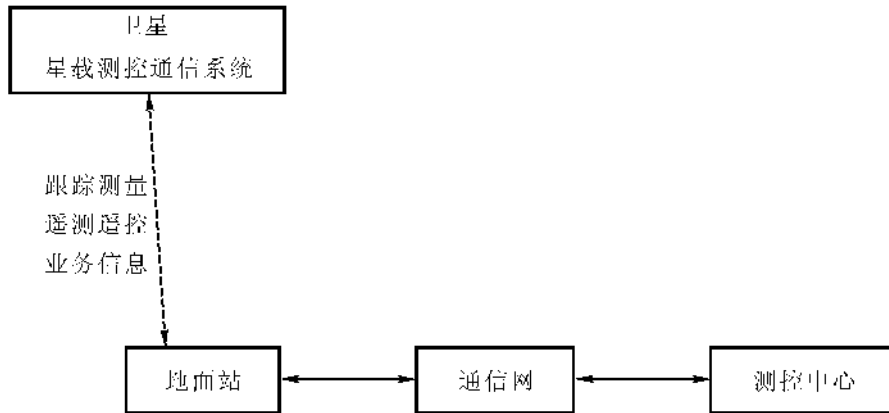 卫星
星载测控通信系统
跟踪测量
遥测遥控
业务信息
地面站
通信网
测控中心